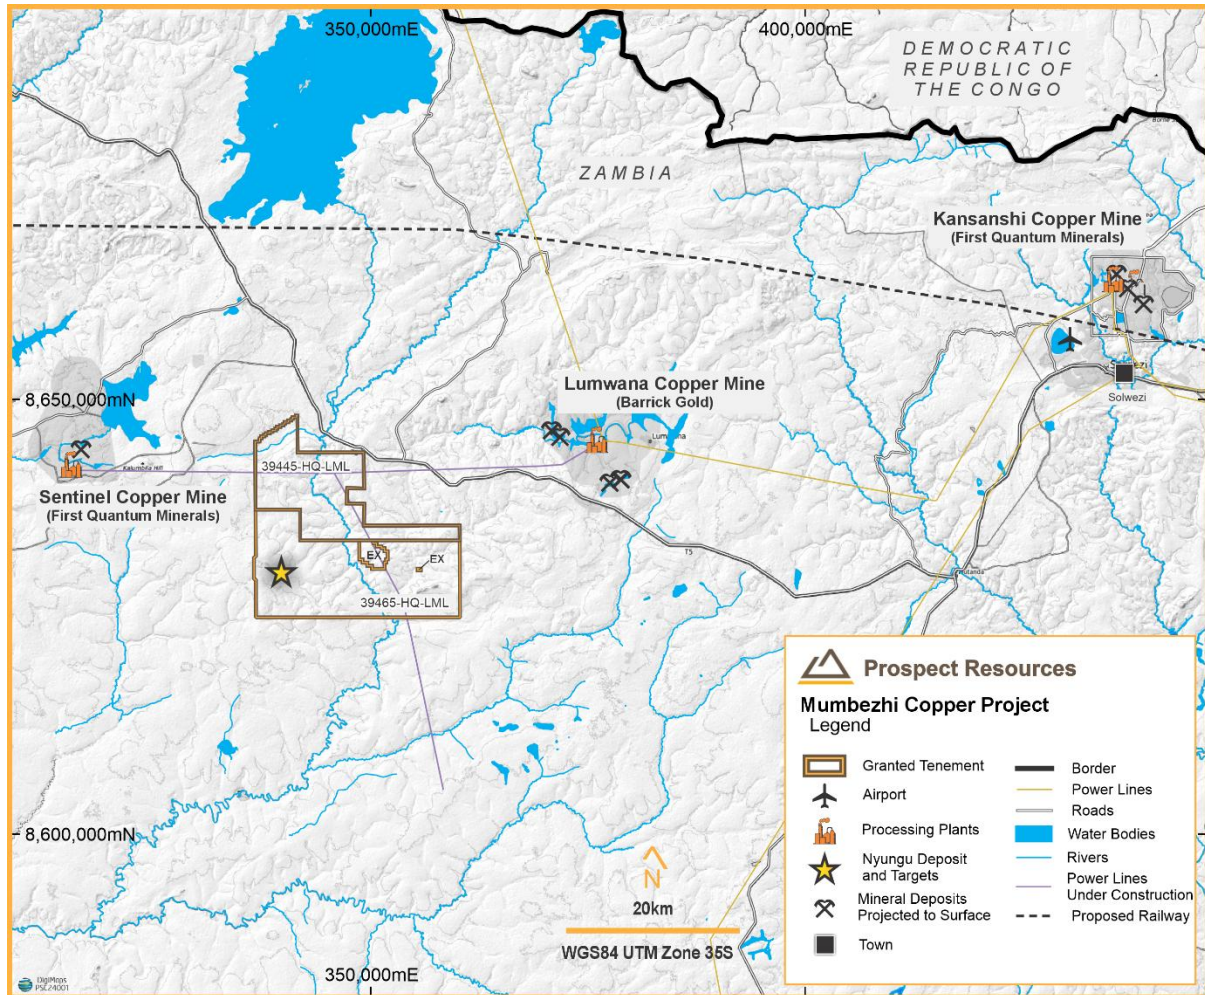 350,000mE
400,000mE
DEMOCRATIC
REPUBLIC OF
THE CONGO
ZAMBIA
Kansanshi Copper Mine
(First Quantum Minerals)
Lumwana Copper Mine
(Barrick Gold)
8,650,000mN
Solwezi
Kalumbila Hill
39445-HQ-LML
Sentinel Copper Mine
(First Quantum Minerals)
T5
EX
EX
39465-HQ-LML
Prospect Resources
Mumbezhi Copper Project
Legend
Granted Tenement
Border
Airport
Power Lines
Roads
Processing Plants
Water Bodies
Nyungu Deposit
and Targets
Rivers
Power Lines
Under Construction
Mineral Deposits
Projected to Surface
Proposed Railway
Town
8,600,000mN
N
20km
WGS84 UTM Zone 35S
350,000mE
DigiMaps
PSC24001